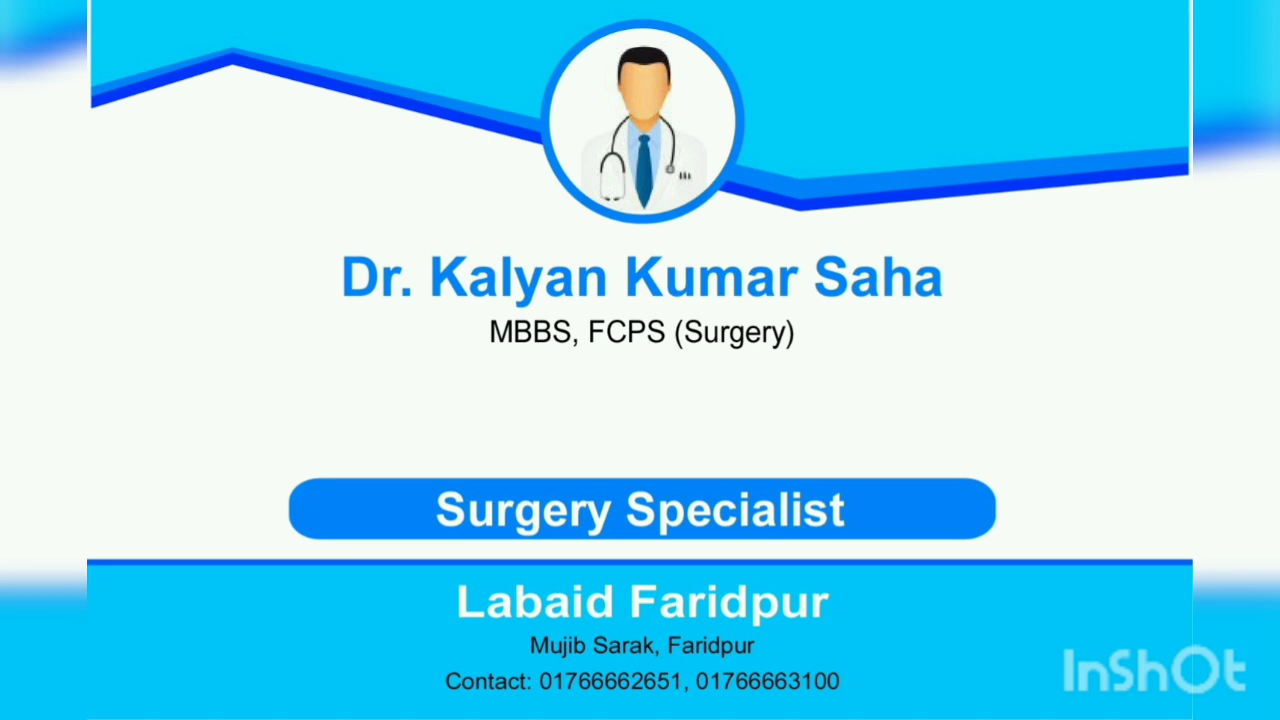 Dr. Kalyan Kumar Saha
MBBS, FCPS (Surgery)
Surgery Specialist
Labaid Faridpur
Mujib Sarak, Faridpur
Contact: 01766662651, 01766663100
InShOt